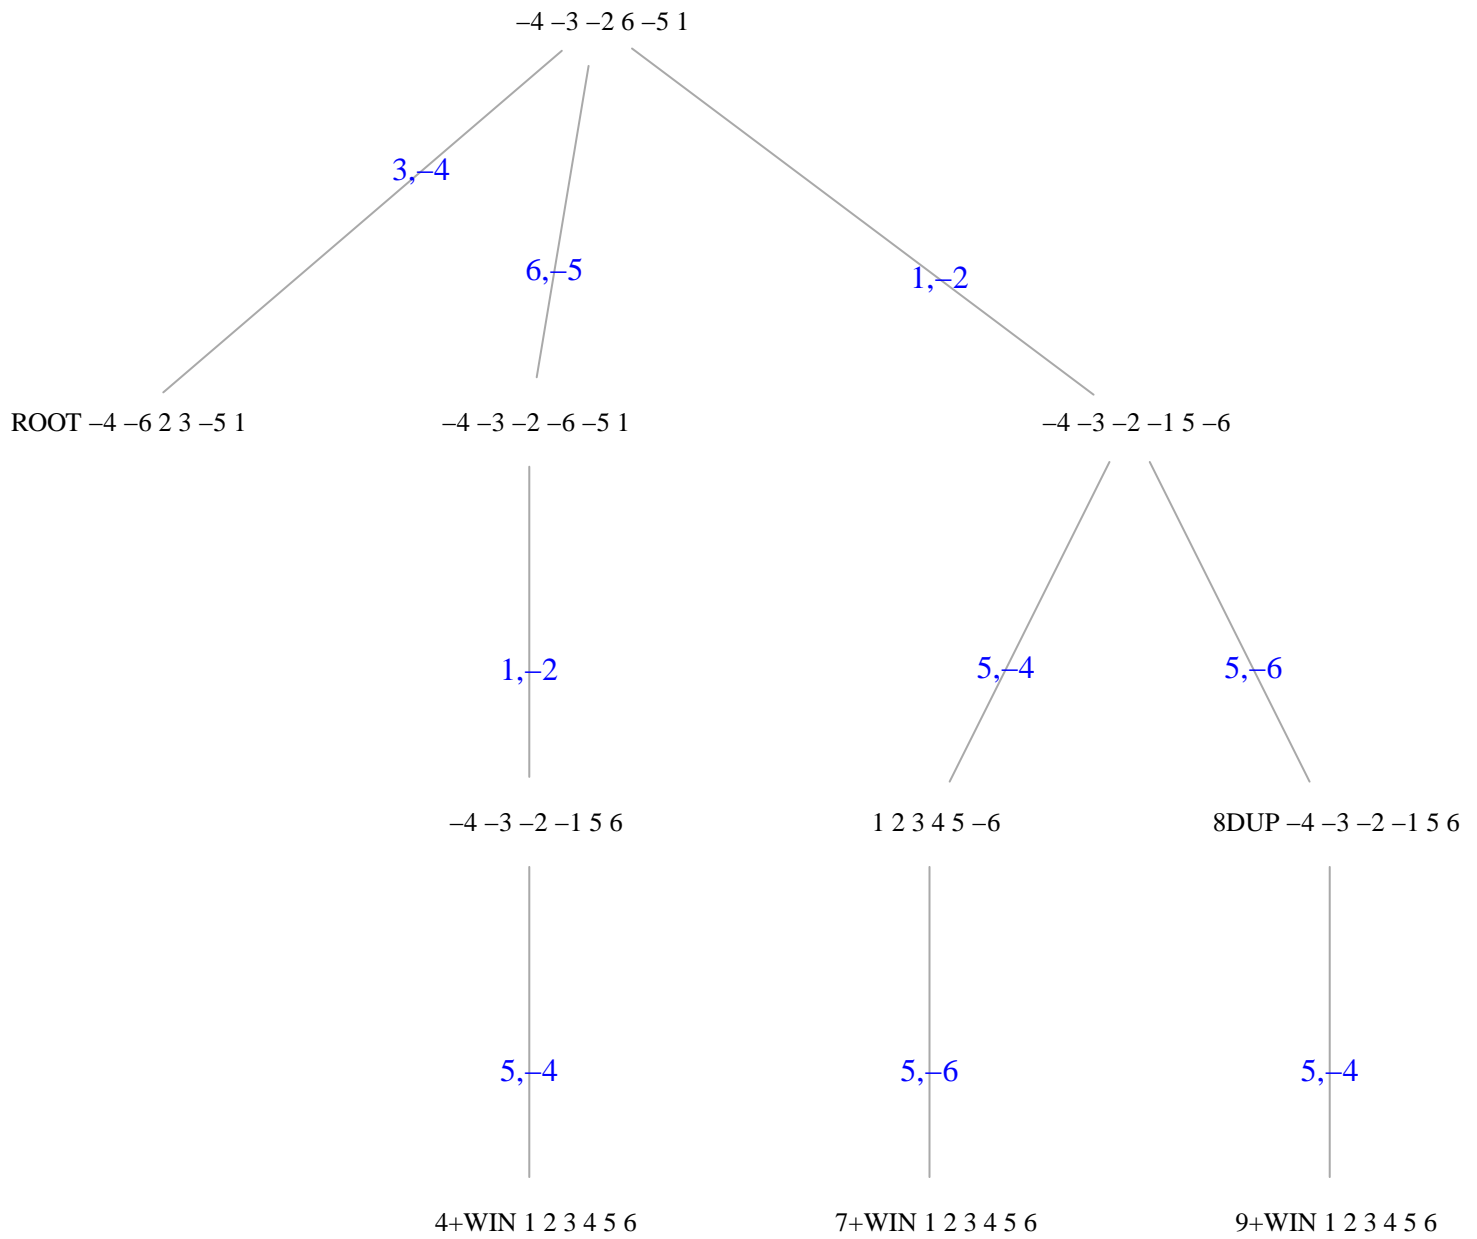 –4 –3 –2 6 –5 1
3,–4
6,–5
1,–2
ROOT –4 –6 2 3 –5 1
–4 –3 –2 –6 –5 1
–4 –3 –2 –1 5 –6
1,–2
5,–4
5,–6
–4 –3 –2 –1 5 6
1 2 3 4 5 –6
8DUP –4 –3 –2 –1 5 6
5,–4
5,–6
5,–4
4+WIN 1 2 3 4 5 6
7+WIN 1 2 3 4 5 6
9+WIN 1 2 3 4 5 6